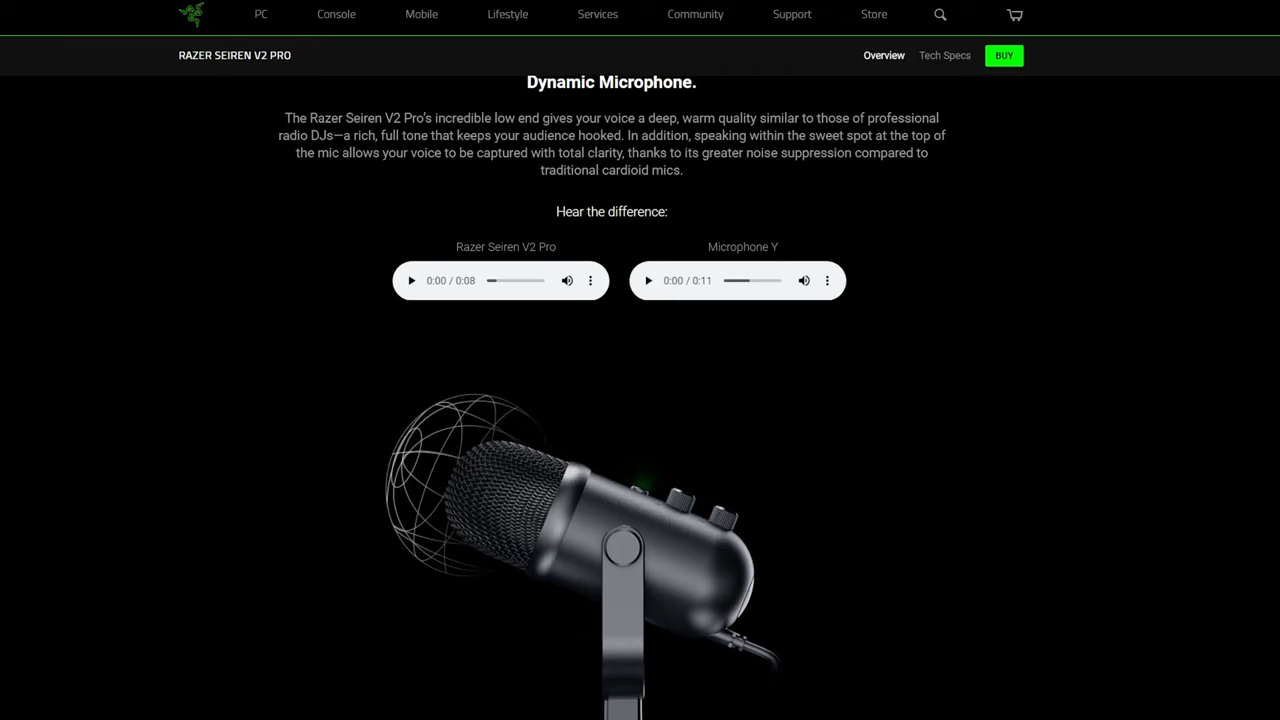 PC Console Mobile Lifestyle Services Community Support Store
RAZER SEIREN V2 PRO Overview Tech Specs BUY
Dynamic Microphone.
The Razer Seiren V2 Pro’s incredible low end gives your voice a deep, warm quality similar to those of professional
radio DJs—a rich, full tone that keeps your audience hooked. In addition, speaking within the sweet spot at the top of
the mic allows your voice to be captured with total clarity, thanks to its greater noise suppression compared to
traditional cardioid mics.
Hear the difference:
Razer Seiren V2 Pro Microphone Y
0:00 / 0:08 0:00 / 0:11